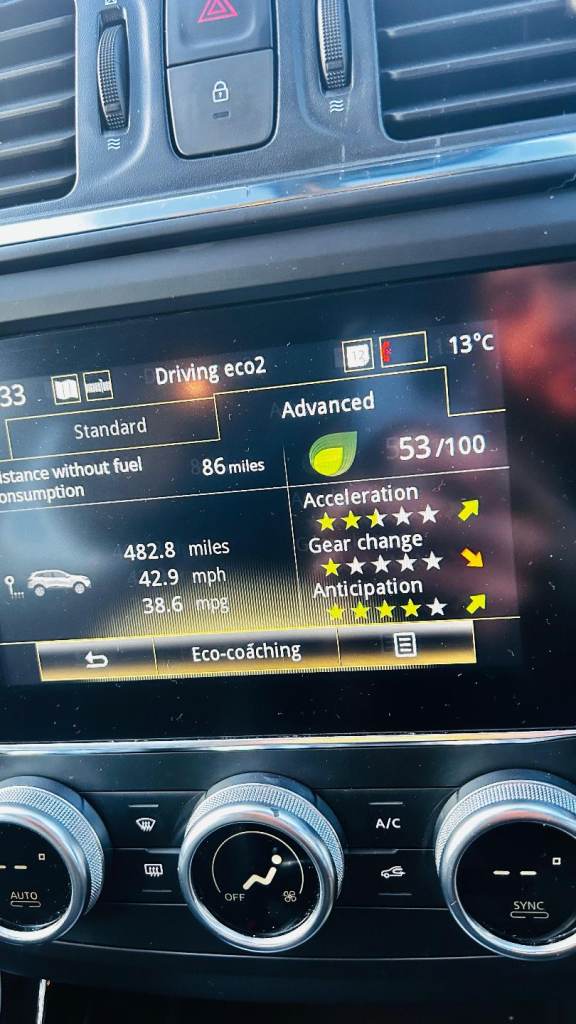 33 Driving eco2 12 13°C
Standard Advanced
istance without fuel
onsumption
86 miles
53/100
Acceleration
Gear change
Anticipation
482.8 miles
42.9 mph
38.6 mpg
Eco-coaching
A/C
AUTO
OFF
SYNC